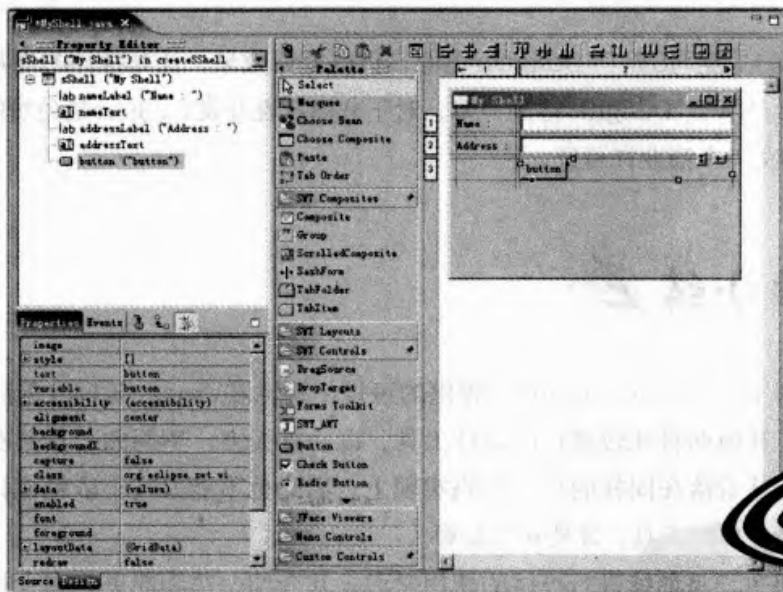 *MyShell.java
Property Editor
sShell ("My Shell") in createSShell
sShell ("My Shell")
nameLabel ("Name : ")
nameText
addressLabel ("Address : ")
addressText
button ("button")
Properties Events
image
style []
text button
variable button
accessibility (accessibility)
alignment center
background
backgroundI
capture false
class org.eclipse.swt.wi
data (values)
enabled true
font
foreground
layoutData (GridData)
redraw false
Source Design
Palette
Select
Marquee
Choose Bean
Choose Composite
Paste
Tab Order
SWT Composites
Composite
Group
ScrolledComposite
SashForm
TabFolder
TabItem
SWT Layouts
SWT Controls
DragSource
DropTarget
Forms Toolkit
SWT_AWT
Button
Check Button
Radio Button
JFace Viewers
Menu Controls
Custom Controls
1 2
My Shell
1 Name :
2 Address :
3 button